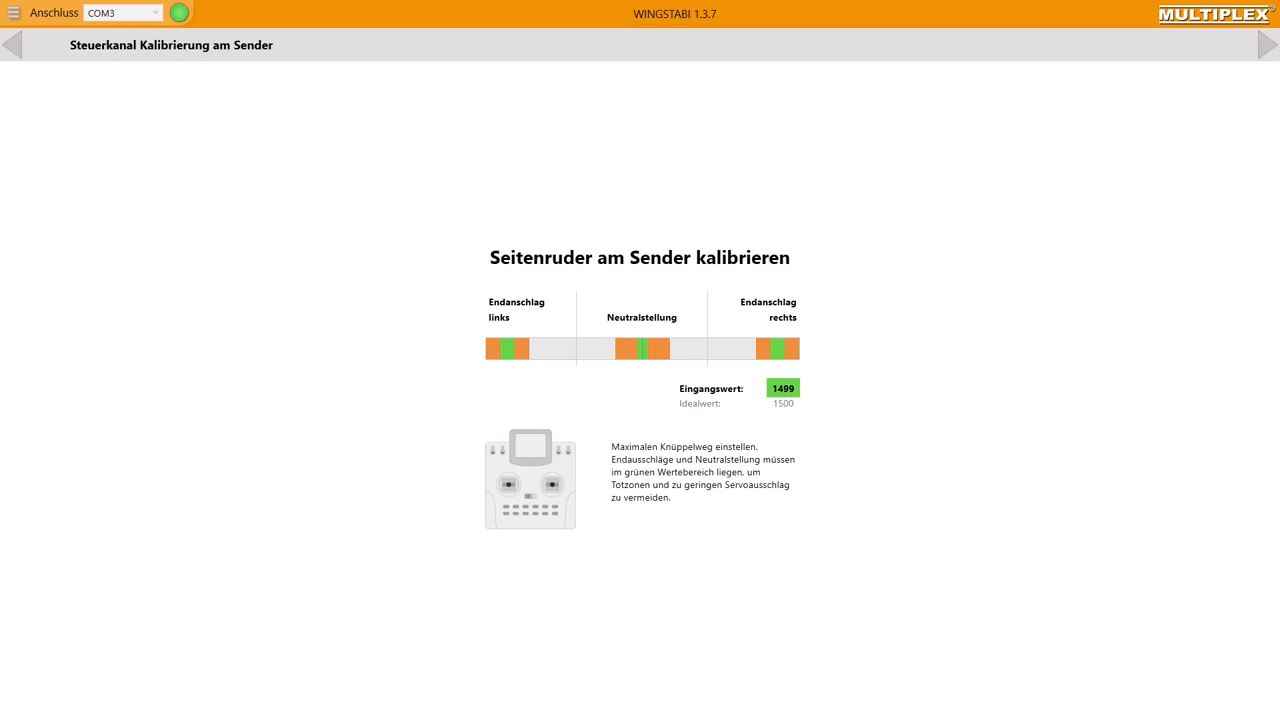 Anschluss COM3
WINGSTABI 1.3.7
MULTIPLEX®
Steuerkanal Kalibrierung am Sender
Seitenruder am Sender kalibrieren
Endanschlag
links
Neutralstellung
Endanschlag
rechts
Eingangswert: 1499
Idealwert: 1500
Maximalen Knüppelweg einstellen.
Endausschläge und Neutralstellung müssen
im grünen Wertebereich liegen, um
Totzonen und zu geringen Servoausschlag
zu vermeiden.